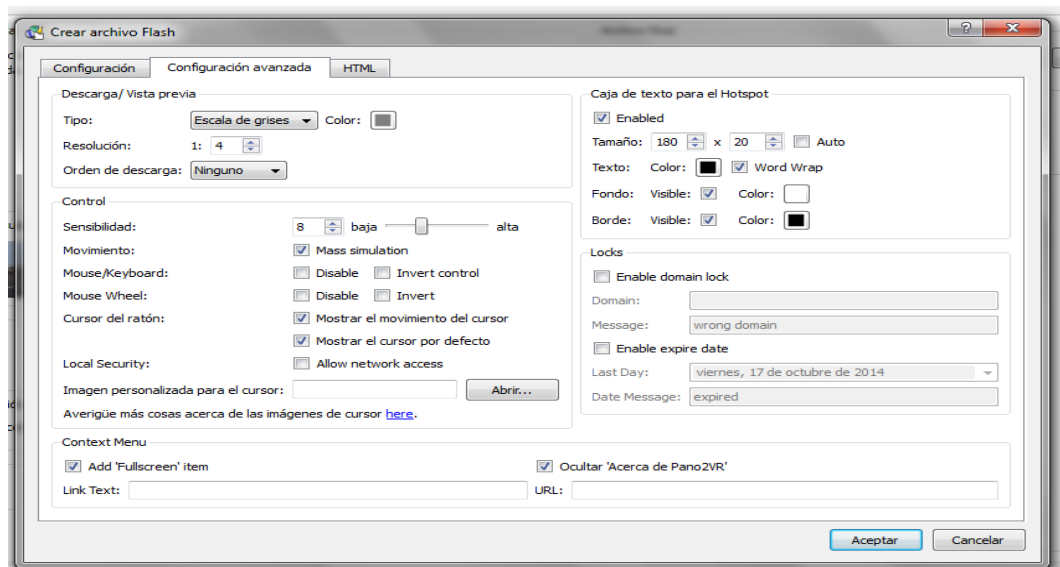 Crear archivo Flash
Configuración Configuración avanzada HTML
Descarga/ Vista previa
Tipo: Escala de grises Color:
Resolución: 1: 4
Orden de descarga: Ninguno
Control
Sensibilidad: 8 baja alta
Movimiento: Mass simulation
Mouse/Keyboard: Disable Invert control
Mouse Wheel: Disable Invert
Cursor del ratón: Mostrar el movimiento del cursor
Mostrar el cursor por defecto
Local Security: Allow network access
Imagen personalizada para el cursor: Abrir...
Averigüe más cosas acerca de las imágenes de cursor here.
Caja de texto para el Hotspot
Enabled
Tamaño: 180 x 20 Auto
Texto: Color: Word Wrap
Fondo: Visible: Color:
Borde: Visible: Color:
Locks
Enable domain lock
Domain:
Message: wrong domain
Enable expire date
Last Day: viernes, 17 de octubre de 2014
Date Message: expired
Context Menu
Add 'Fullscreen' item Ocultar 'Acerca de Pano2VR'
Link Text: URL:
Aceptar Cancelar